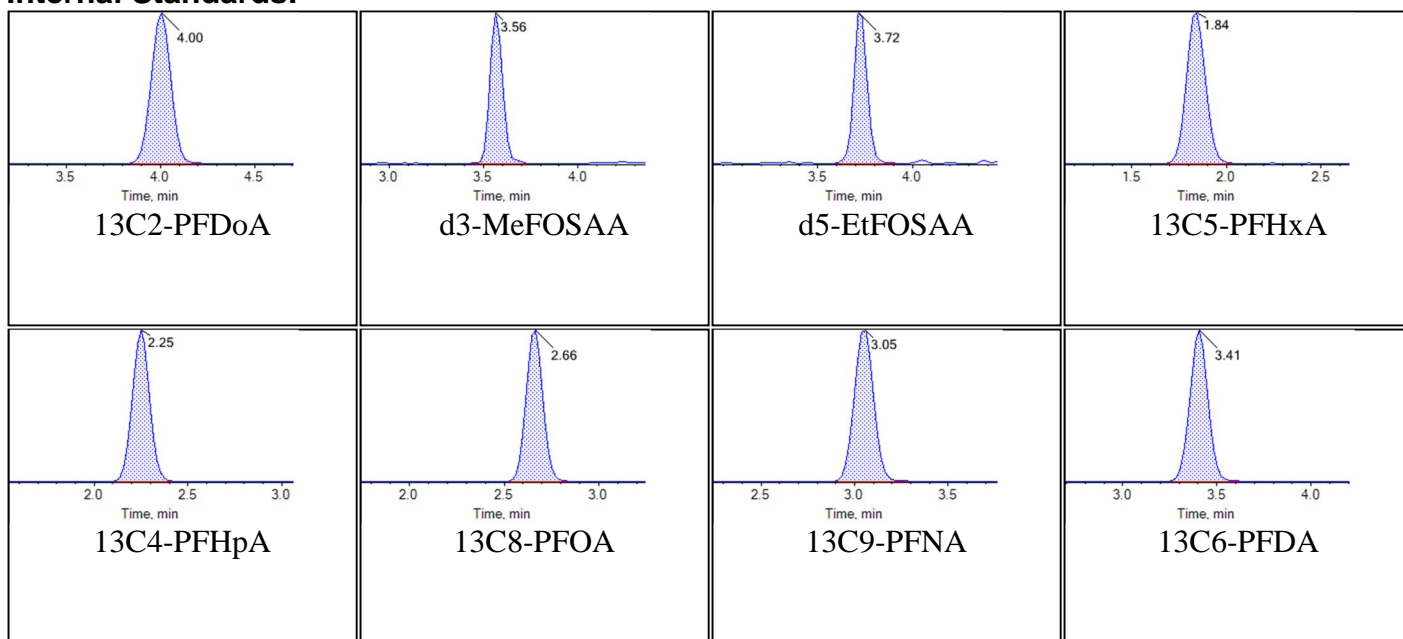 Internal Standards:
4.00
3.5 4.0 4.5
Time, min
13C2-PFDoA
3.56
3.0 3.5 4.0
Time, min
d3-MeFOSAA
3.72
3.5 4.0
Time, min
d5-EtFOSAA
1.84
1.5 2.0 2.5
Time, min
13C5-PFHxA
2.25
2.0 2.5 3.0
Time, min
13C4-PFHpA
2.66
2.0 2.5 3.0
Time, min
13C8-PFOA
3.05
2.5 3.0 3.5
Time, min
13C9-PFNA
3.41
3.0 3.5 4.0
Time, min
13C6-PFDA